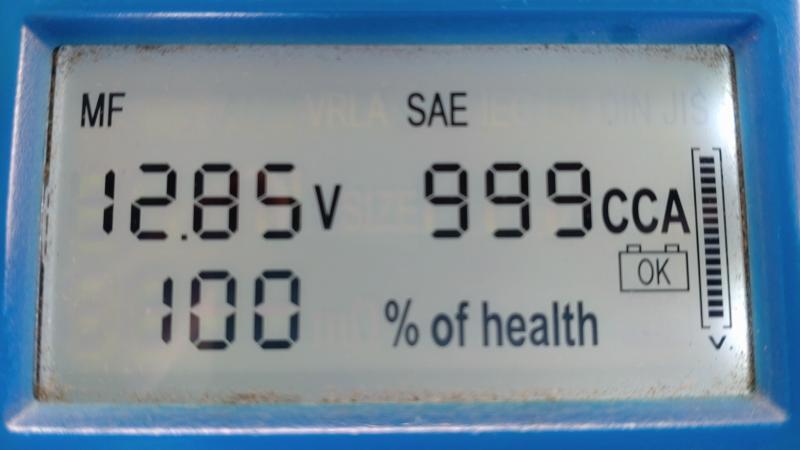 MF SAE
12.85 V 999 CCA
OK
100 % of health